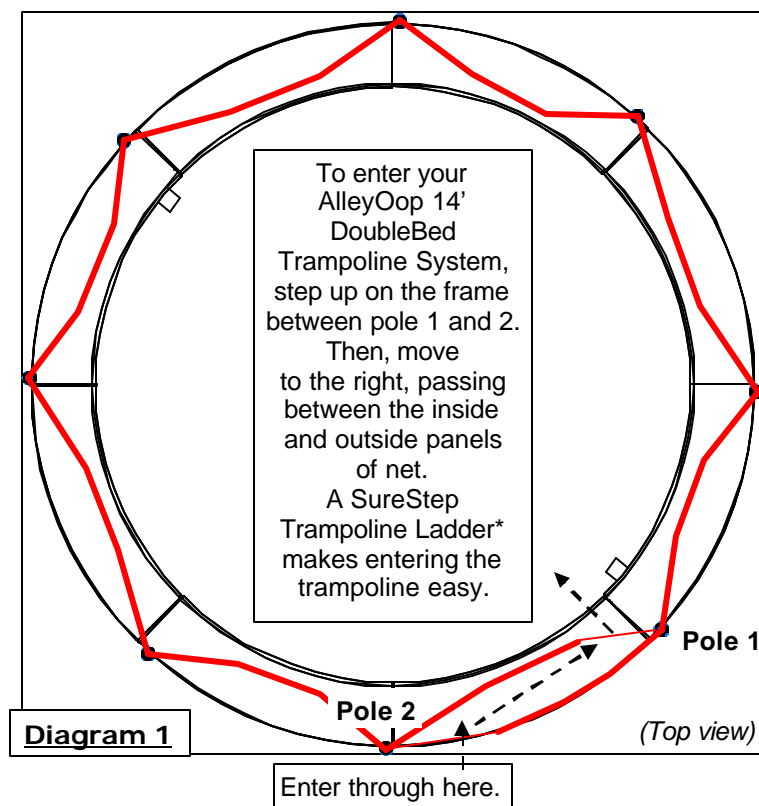 To enter your
AlleyOop 14’
DoubleBed
Trampoline System,
step up on the frame
between pole 1 and 2.
Then, move
to the right, passing
between the inside
and outside panels
of net.
A SureStep
Trampoline Ladder*
makes entering the
trampoline easy.
Pole 1
Pole 2
Diagram 1
(Top view)
Enter through here.